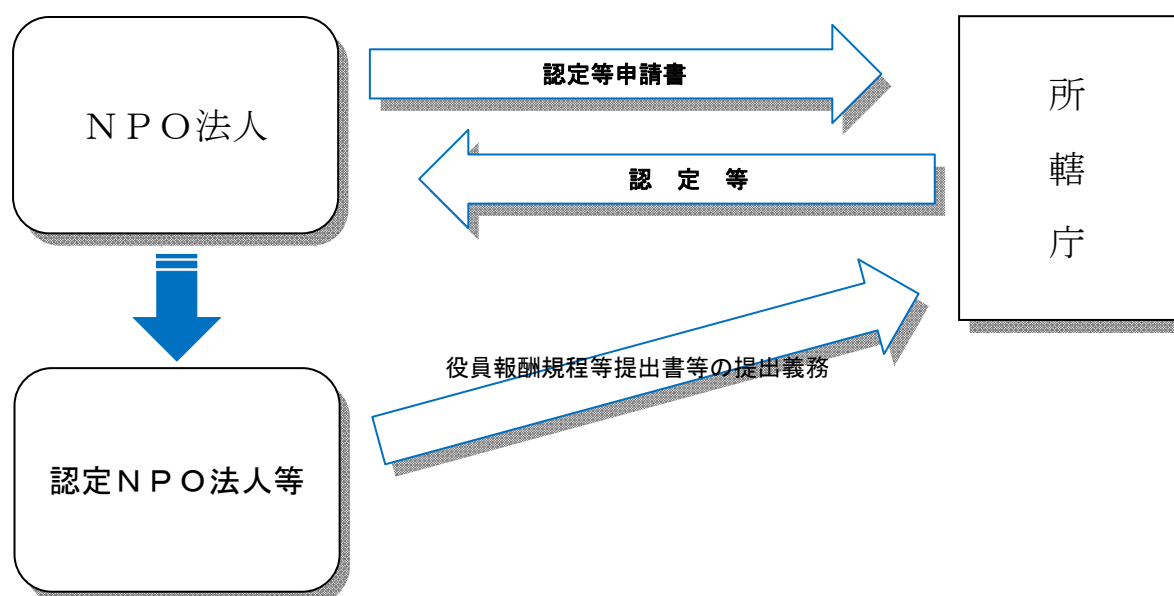 ＮＰＯ法人
認定等申請書
認　定　等
所
轄
庁
役員報酬規程等提出書等の提出義務
認定ＮＰＯ法人等